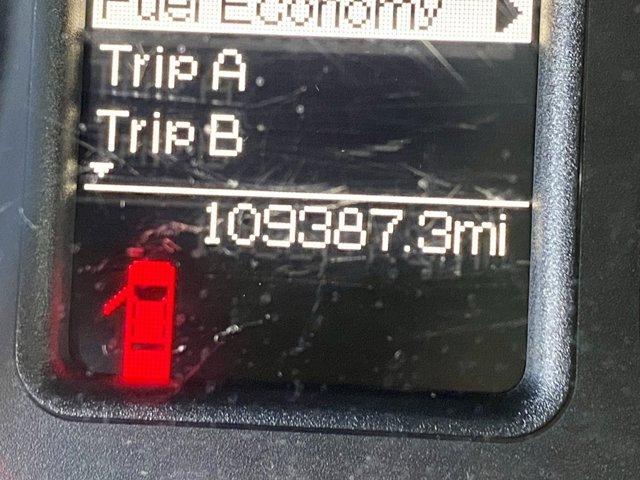 Fuel Economy
Trip A
Trip B
109387.3mi